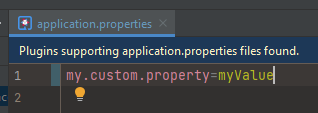 application.properties
Plugins supporting application.properties files found.
1 my.custom.property=myValue
2